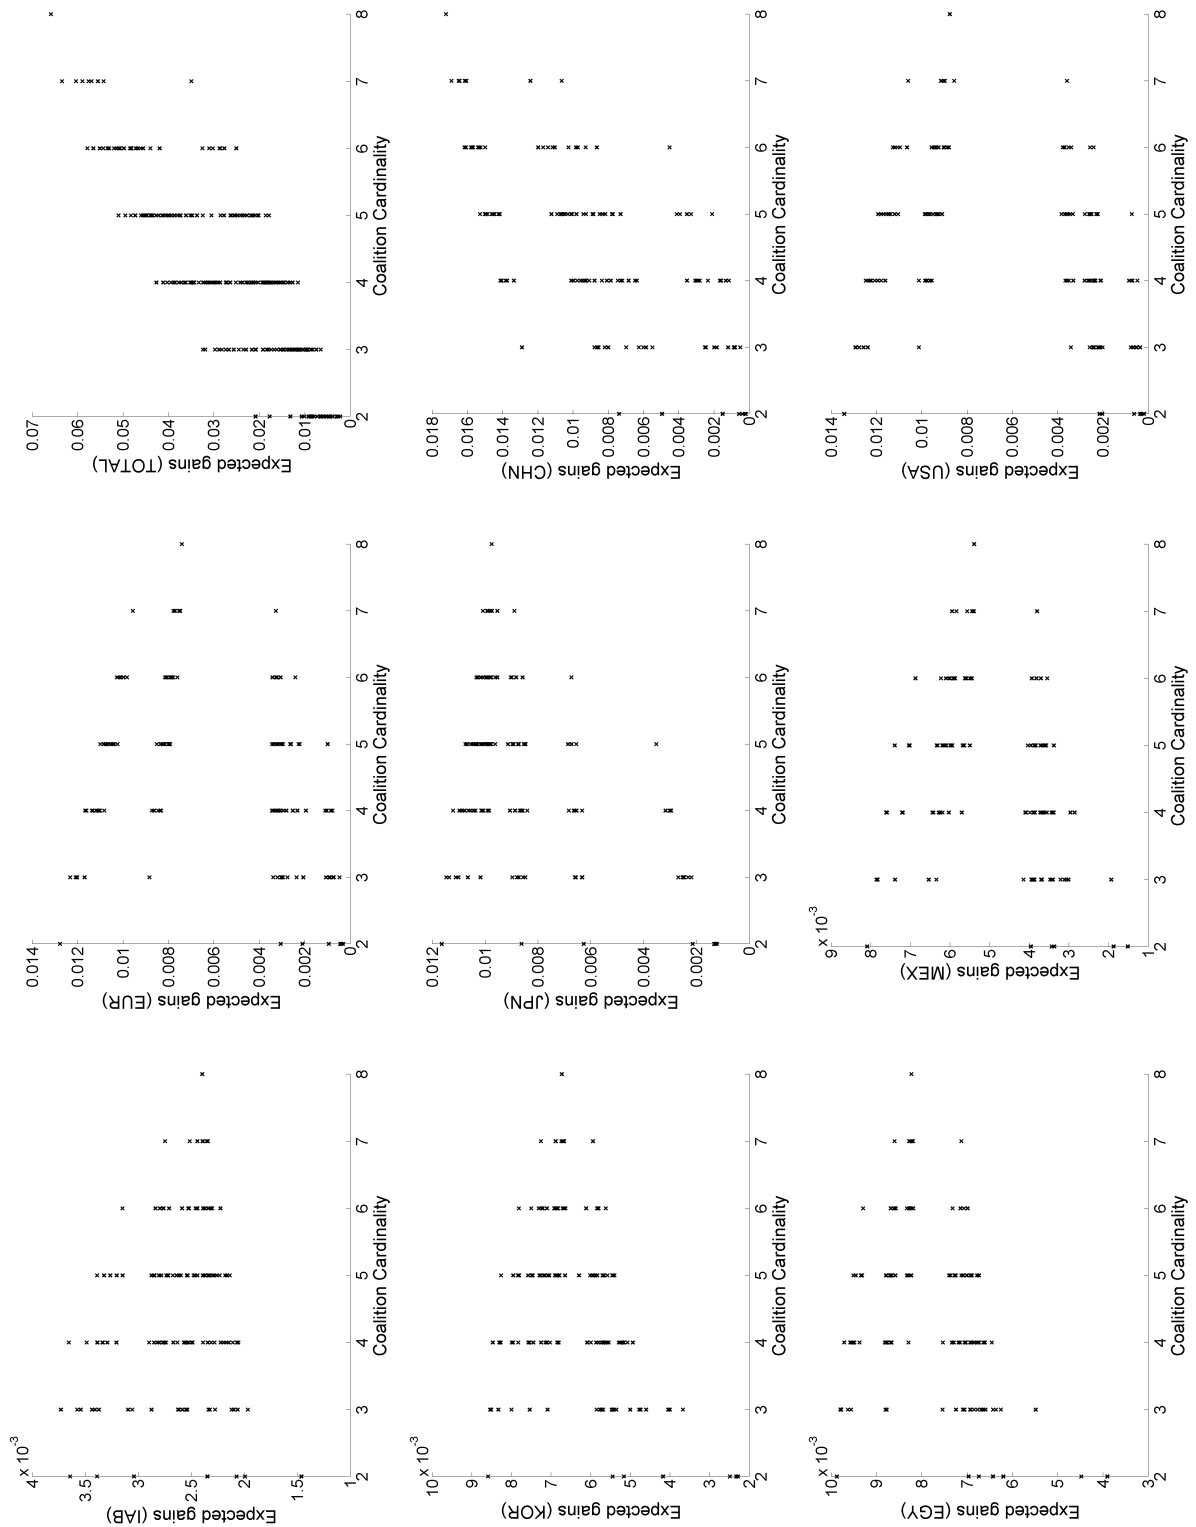 x 10⁻³
4
3.5
3
2.5
2
1.5
1
Expected gains (IAB)
2 3 4 5 6 7 8
Coalition Cardinality
0.014
0.012
0.01
0.008
0.006
0.004
0.002
0
Expected gains (EUR)
2 3 4 5 6 7 8
Coalition Cardinality
0.07
0.06
0.05
0.04
0.03
0.02
0.01
0
Expected gains (TOTAL)
2 3 4 5 6 7 8
Coalition Cardinality
x 10⁻³
10
9
8
7
6
5
4
3
2
Expected gains (KOR)
2 3 4 5 6 7 8
Coalition Cardinality
0.012
0.01
0.008
0.006
0.004
0.002
0
Expected gains (JPN)
2 3 4 5 6 7 8
Coalition Cardinality
0.018
0.016
0.014
0.012
0.01
0.008
0.006
0.004
0.002
0
Expected gains (CHN)
2 3 4 5 6 7 8
Coalition Cardinality
x 10⁻³
10
9
8
7
6
5
4
3
Expected gains (EGY)
2 3 4 5 6 7 8
Coalition Cardinality
x 10⁻³
9
8
7
6
5
4
3
2
1
Expected gains (MEX)
2 3 4 5 6 7 8
Coalition Cardinality
0.014
0.012
0.01
0.008
0.006
0.004
0.002
0
Expected gains (USA)
2 3 4 5 6 7 8
Coalition Cardinality